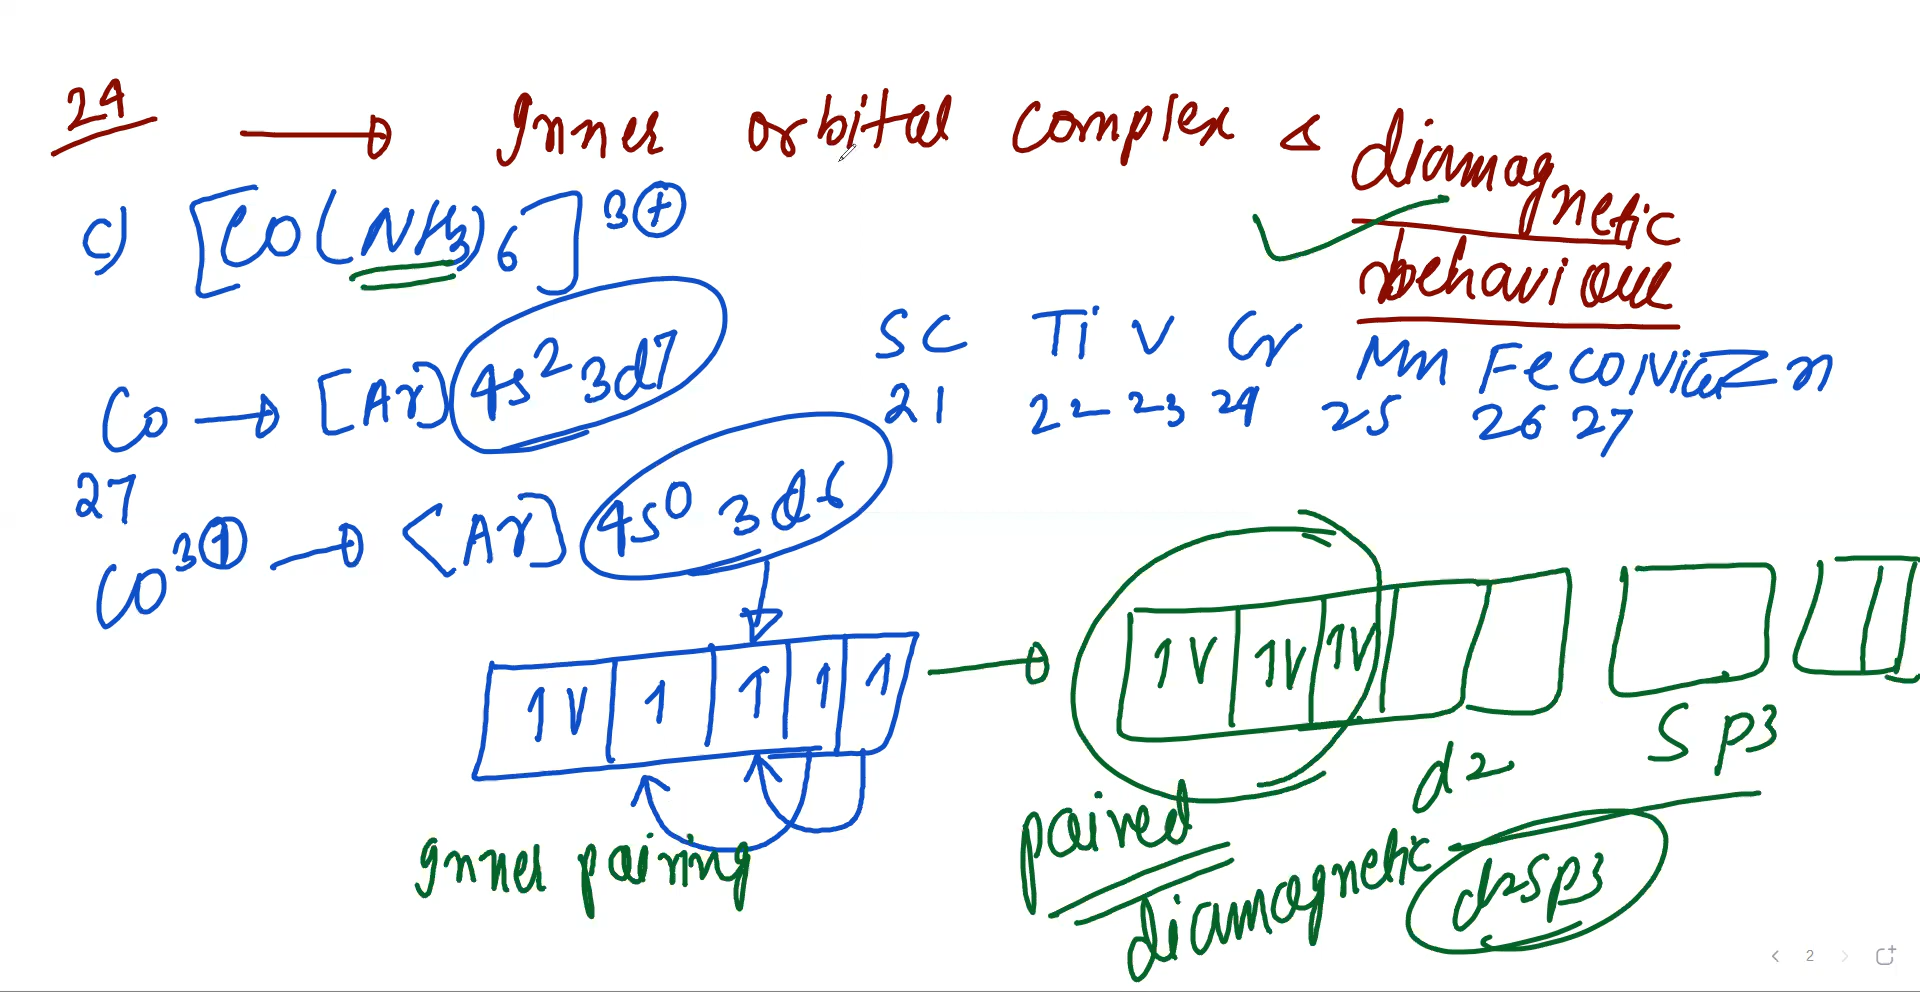 24 → Inner orbital complex & diamagnetic
behaviour
c) [Co(NH3)6]3+
Co → [Ar] 4s2 3d7
27
Sc Ti V Cr Mn Fe Co Ni Cu Zn
21 22 23 24 25 26 27
Co3+ → [Ar] 4s0 3d6
1V 1 1 1 1 → 1V 1V 1V
d2 S p3
Inner pairing
paired
diamagnetic d2sp3
2